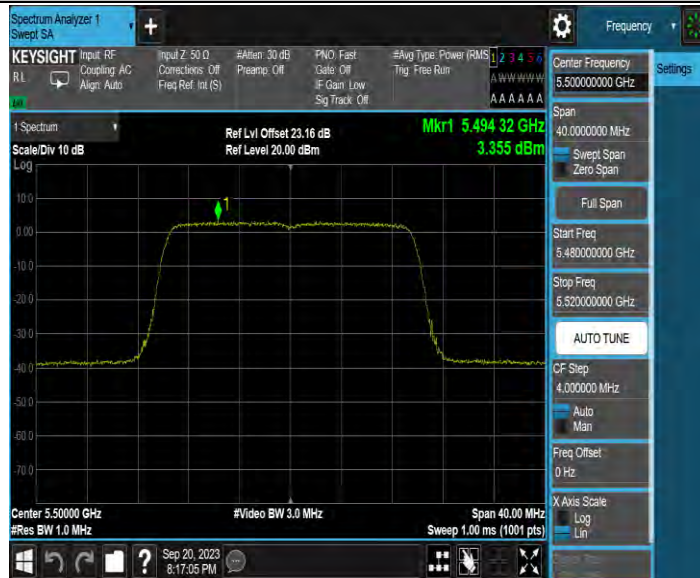 Spectrum Analyzer 1
Swept SA
+
Frequency
KEYSIGHT
RL
Input: RF
Coupling: AC
Align: Auto
Input Z: 50 Ω
Corrections: Off
Freq Ref: Int (S)
#Atten: 30 dB
Preamp: Off
PNO: Fast
Gate: Off
IF Gain: Low
Sig Track: Off
#Avg Type: Power (RMS
Trig: Free Run
1 2 3 4 5 6
A W W W W W
A A A A A A
Center Frequency
5.500000000 GHz
Settings
Span
40.0000000 MHz
Swept Span
Zero Span
Full Span
Start Freq
5.480000000 GHz
Stop Freq
5.520000000 GHz
AUTO TUNE
CF Step
4.000000 MHz
Auto
Man
Freq Offset
0 Hz
X Axis Scale
Log
Lin
1 Spectrum
Scale/Div 10 dB
Ref Lvl Offset 23.16 dB
Ref Level 20.00 dBm
Mkr1 5.494 32 GHz
3.355 dBm
Log
10.0
0.00
-10.0
-20.0
-30.0
-40.0
-50.0
-60.0
-70.0
1
Center 5.50000 GHz
#Res BW 1.0 MHz
#Video BW 3.0 MHz
Span 40.00 MHz
Sweep 1.00 ms (1001 pts)
?
Sep 20, 2023
8:17:05 PM